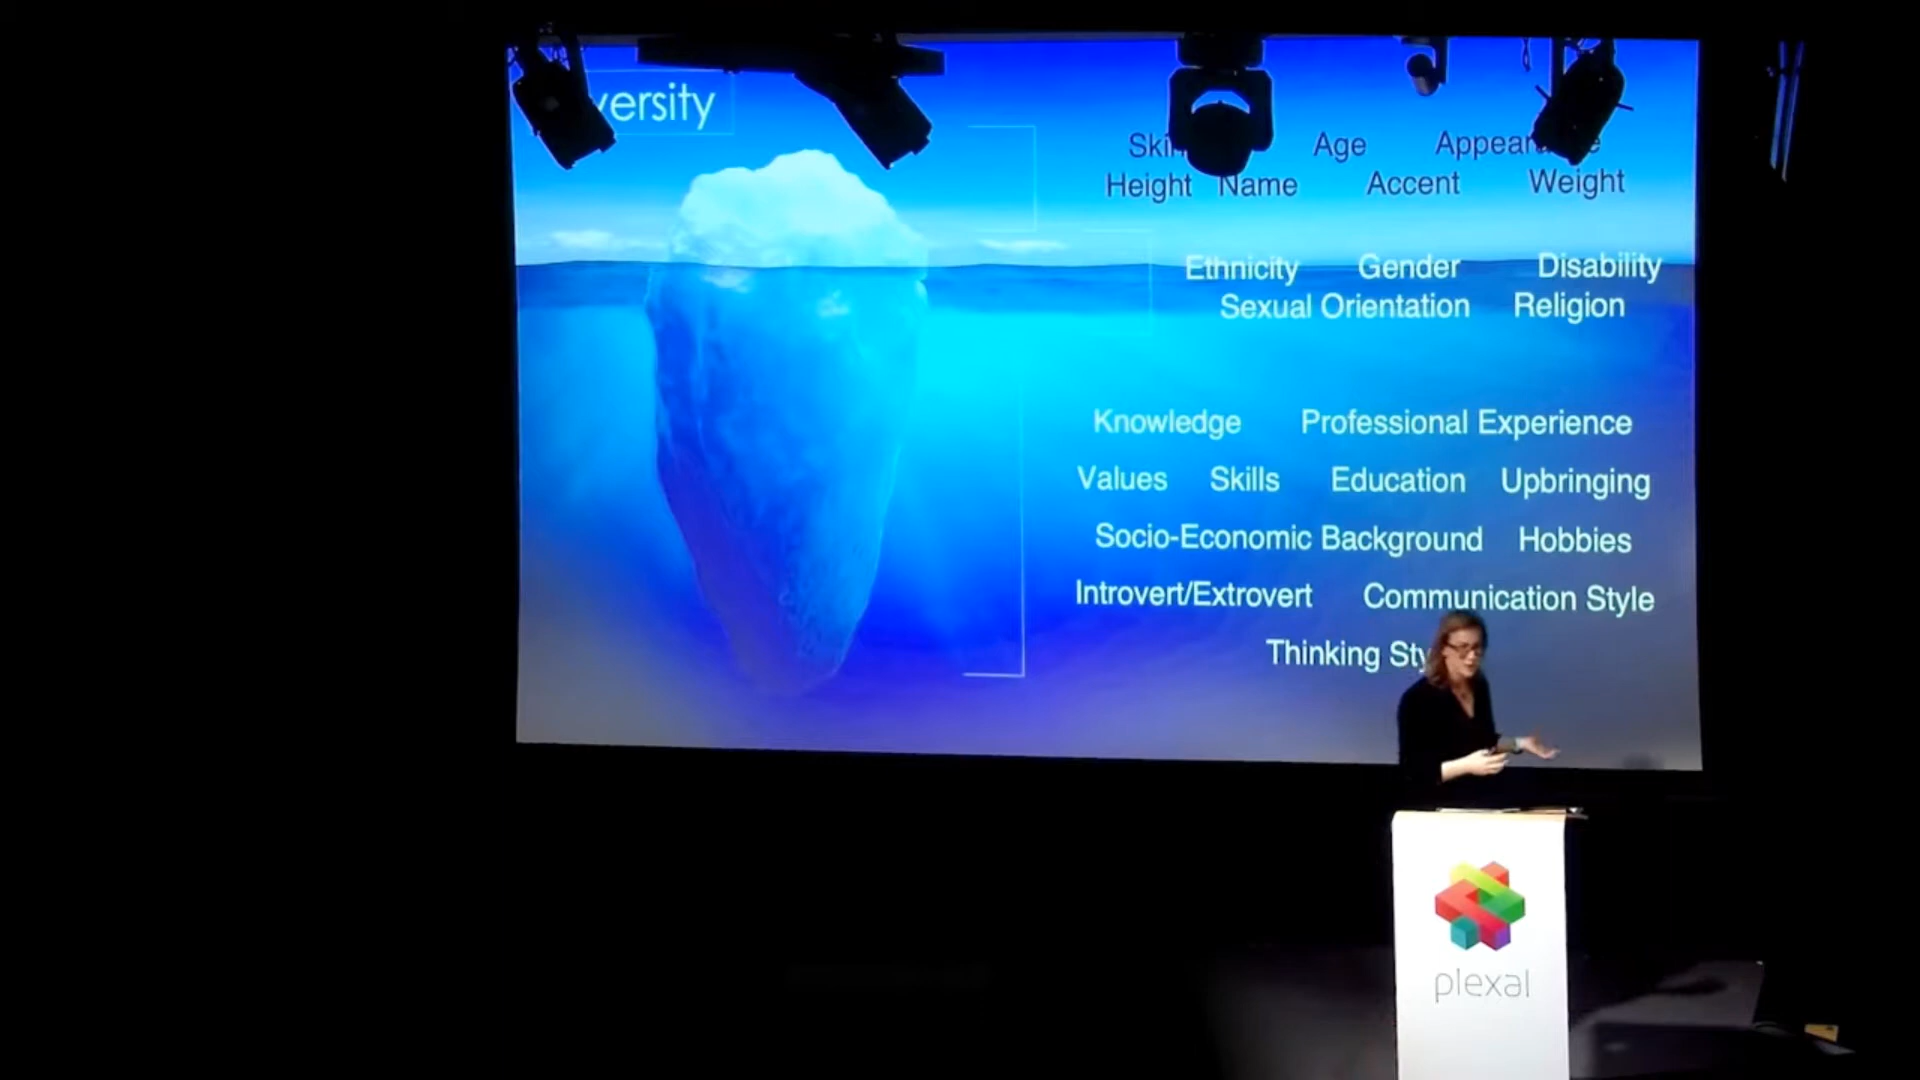 versity
Age
Height Name Accent Weight
Ethnicity Gender Disability
Sexual Orientation Religion
Knowledge Professional Experience
Values Skills Education Upbringing
Socio-Economic Background Hobbies
Introvert/Extrovert Communication Style
Thinking
plexal